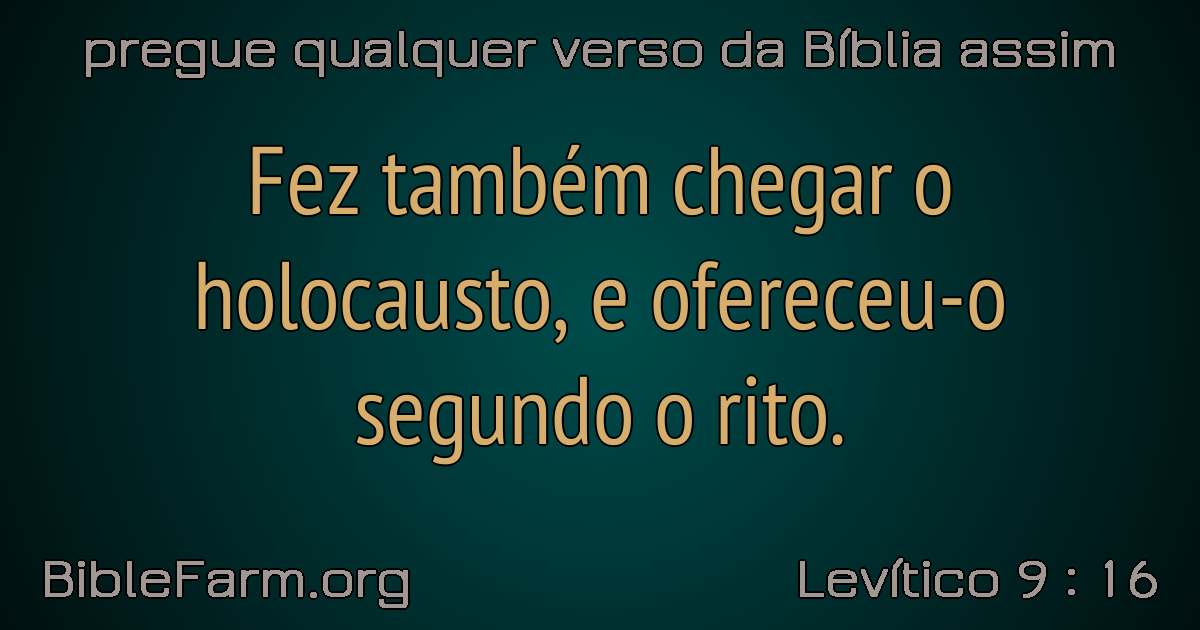 pregue qualquer verso da Bíblia assim
Fez também chegar o
holocausto, e ofereceu-o
segundo o rito.
BibleFarm.org
Levítico 9 : 16